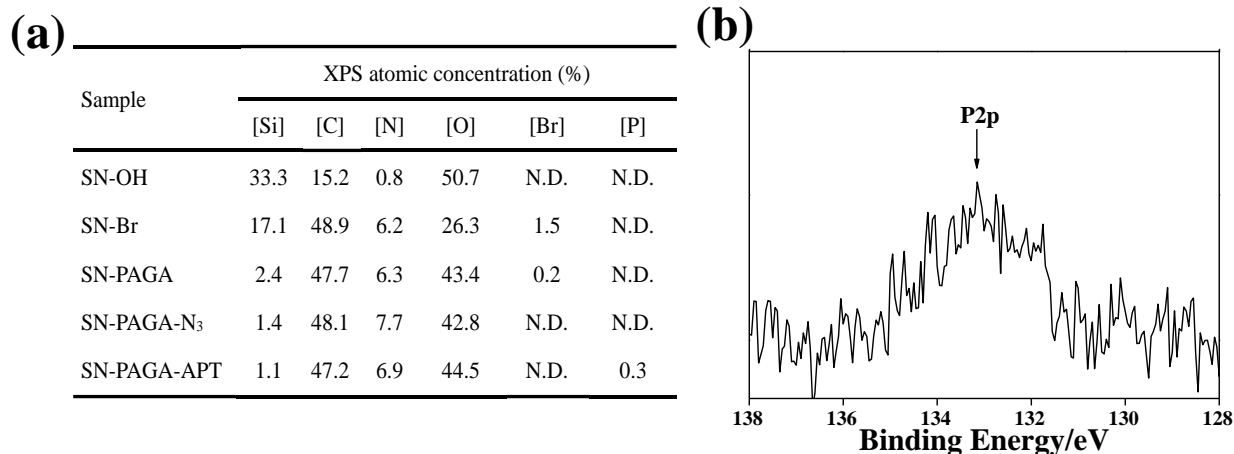 (a)
XPS atomic concentration (%)
Sample
[Si] [C] [N] [O] [Br] [P]
SN-OH 33.3 15.2 0.8 50.7 N.D. N.D.
SN-Br 17.1 48.9 6.2 26.3 1.5 N.D.
SN-PAGA 2.4 47.7 6.3 43.4 0.2 N.D.
SN-PAGA-N₃ 1.4 48.1 7.7 42.8 N.D. N.D.
SN-PAGA-APT 1.1 47.2 6.9 44.5 N.D. 0.3
(b)
P2p
138 136 134 132 130 128
Binding Energy/eV